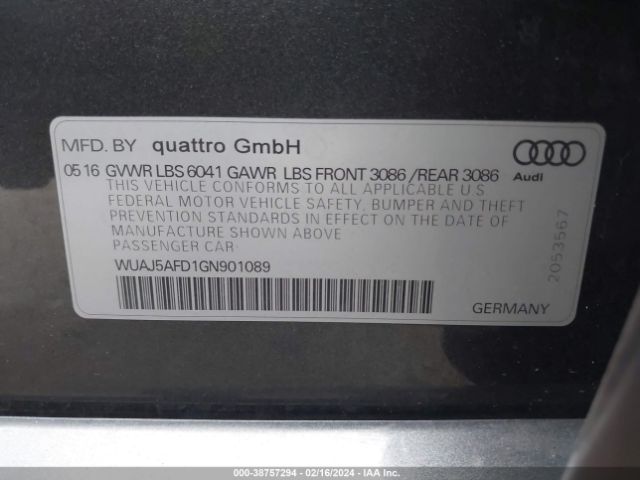 MFD. BY quattro GmbH
05 16 GVWR LBS 6041 GAWR LBS FRONT 3086 /REAR 3086
THIS VEHICLE CONFORMS TO ALL APPLICABLE U S
FEDERAL MOTOR VEHICLE SAFETY, BUMPER AND THEFT
PREVENTION STANDARDS IN EFFECT ON THE DATE OF
MANUFACTURE SHOWN ABOVE
PASSENGER CAR
WUAJ5AFD1GN901089
Audi
2053567
GERMANY
000-38757294 - 02/16/2024 - IAA Inc.